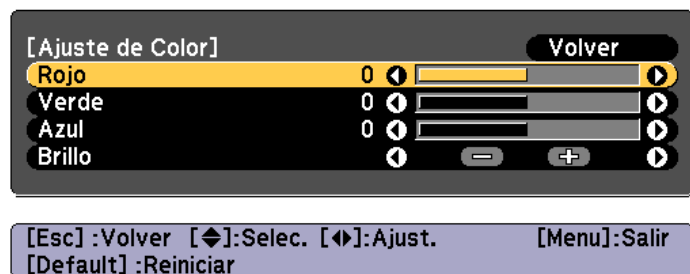 [Ajuste de Color] Volver
Rojo 0
Verde 0
Azul 0
Brillo
[Esc] :Volver [◆]:Selec. [◆]:Ajust. [Menu]:Salir
[Default] :Reiniciar